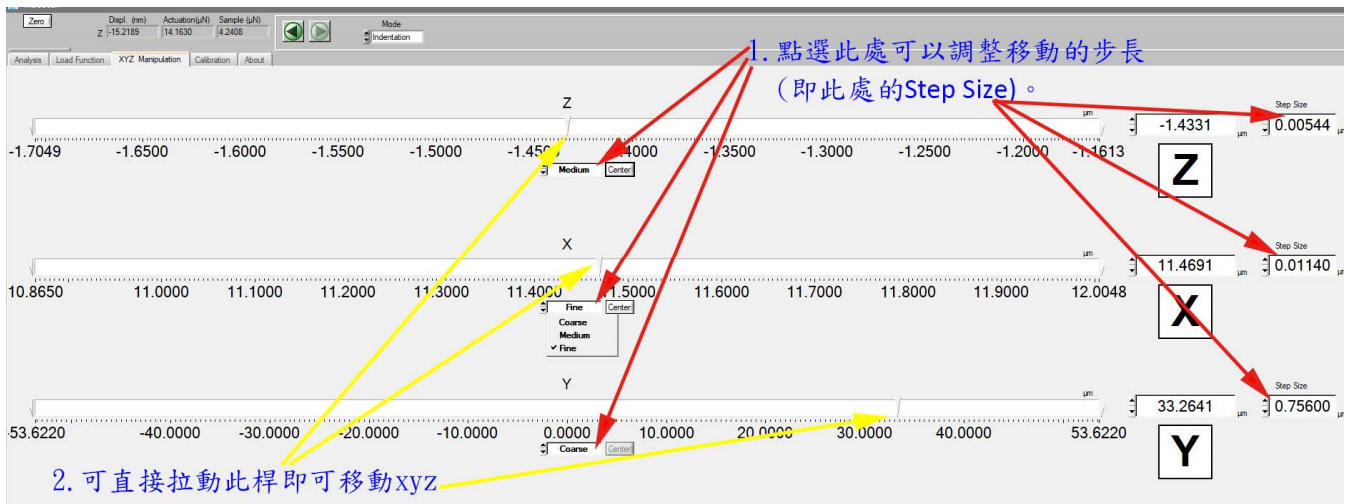 Zero
Displ. (nm) Actuation(μN) Sample (μN)
Z -15.2189 14.1630 4.2408
Mode
Indentation
Analysis Load Function XYZ Manipulation Calibration About
1.點選此處可以調整移動的步長
(即此處的Step Size)。
Z
μm
Step Size
-1.4331 μm 0.00544
-1.7049 -1.6500 -1.6000 -1.5500 -1.5000 -1.4500 -1.4000 -1.3500 -1.3000 -1.2500 -1.2000 -1.1613
Medium Center
Z
X
μm
Step Size
11.4691 μm 0.01140
10.8650 11.0000 11.1000 11.2000 11.3000 11.4000 11.5000 11.6000 11.7000 11.8000 11.9000 12.0048
Fine Center
Coarse
Medium
✓ Fine
X
Y
μm
Step Size
33.2641 μm 0.75600
-53.6220 -40.0000 -30.0000 -20.0000 -10.0000 0.0000 10.0000 20.0000 30.0000 40.0000 53.6220
Coarse Center
Y
2.可直接拉動此桿即可移動xyz